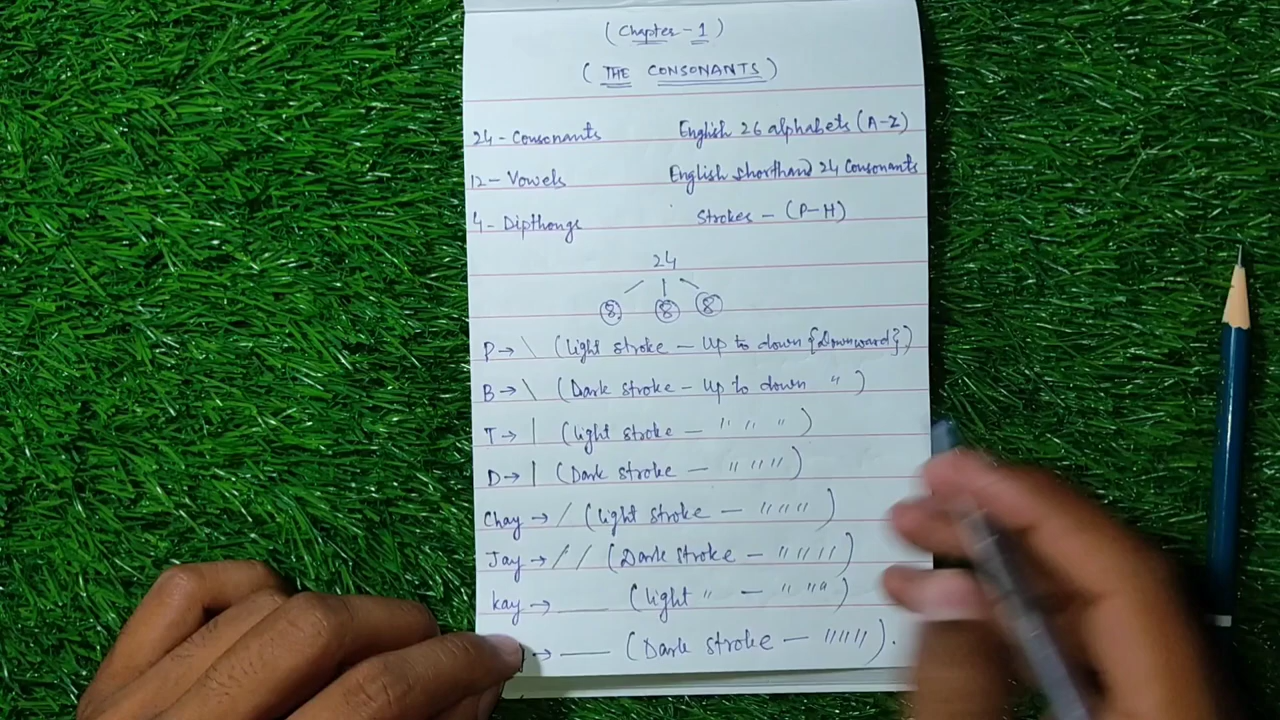 (Chapter - 1)
(THE CONSONANTS)
24 - Consonants English 26 alphabets (A-Z)
12 - Vowels English shorthand 24 Consonants
4 - Dipthongs Strokes - (P-H)
24
8 8 8
P → \ (light stroke - Up to down {Downward})
B → \ (Dark stroke - Up to down ")
T → | (light stroke - " " ")
D → | (Dark stroke - " " " ")
Chay → / (light stroke - " " " ")
Jay → / / (Dark stroke - " " " ")
kay → __ (light " - " " " ")
→ __ (Dark stroke - " " " ").